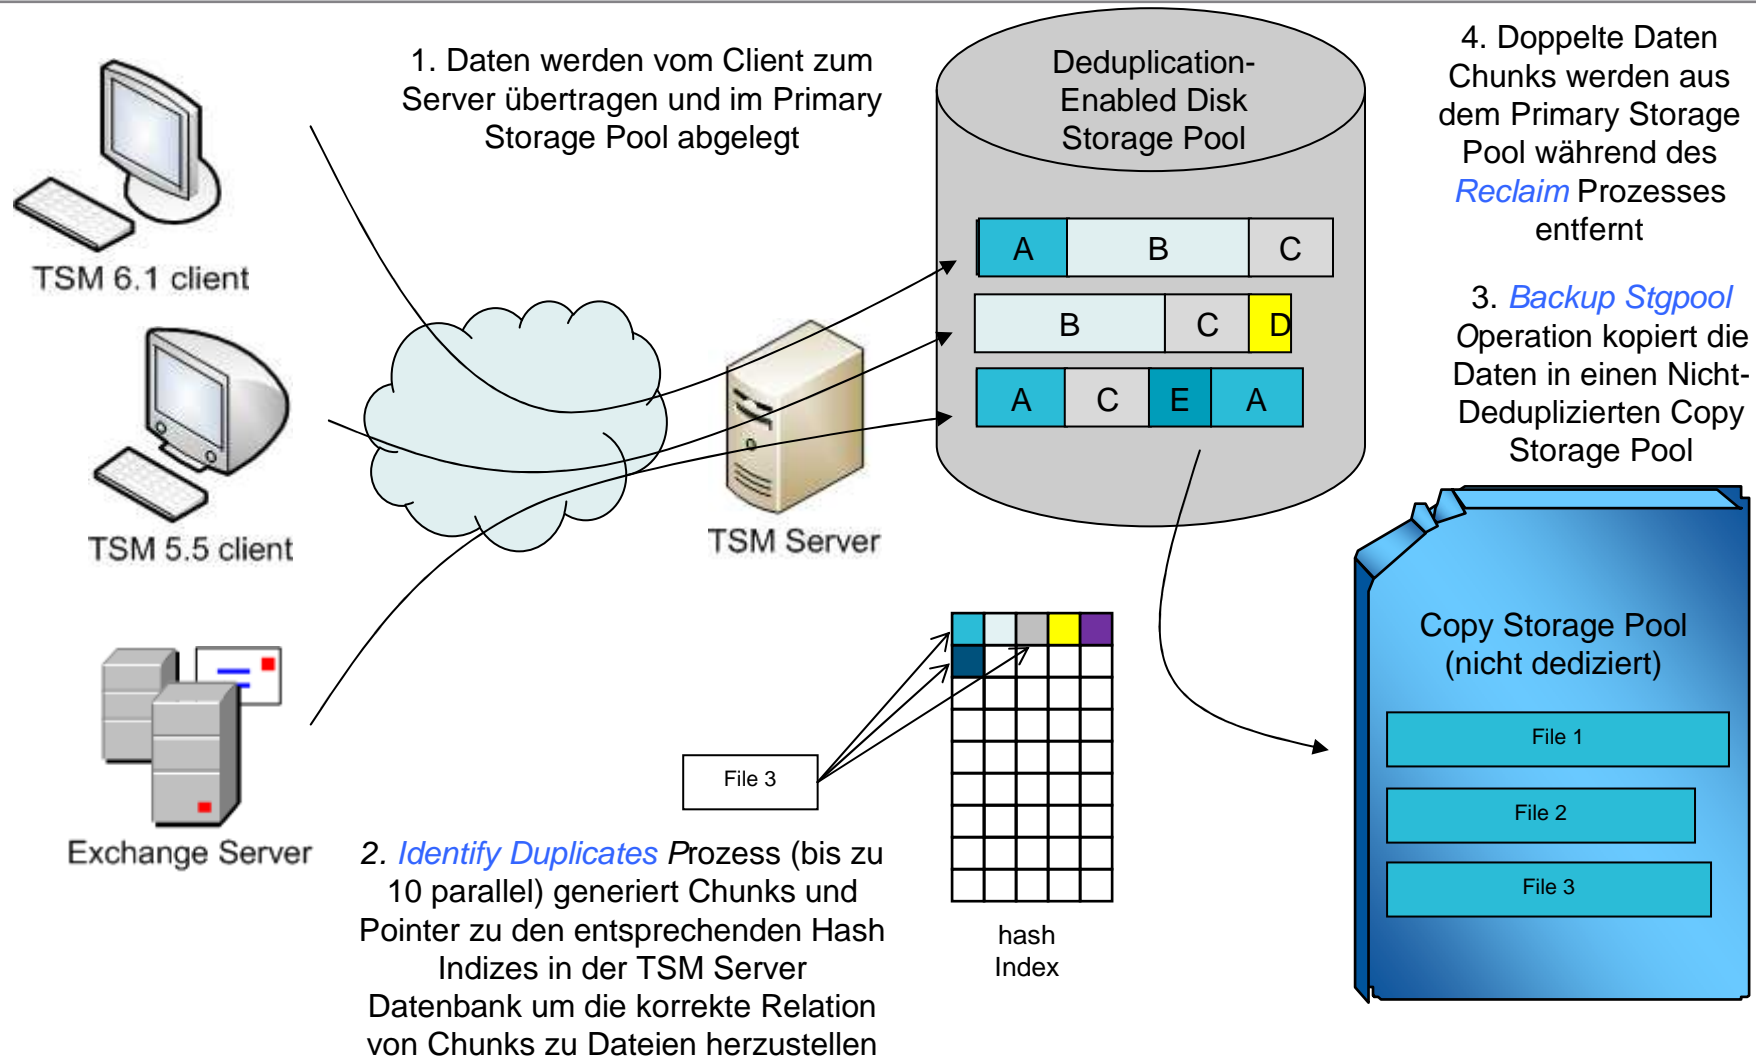 1. Daten werden vom Client zum
Server übertragen und im Primary
Storage Pool abgelegt
Deduplication-
Enabled Disk
Storage Pool
4. Doppelte Daten
Chunks werden aus
dem Primary Storage
Pool während des
Reclaim Prozesses
entfernt
TSM 6.1 client
A B C
B C D
A C E A
3. Backup Stgpool
Operation kopiert die
Daten in einen Nicht-
Deduplizierten Copy
Storage Pool
TSM 5.5 client
TSM Server
Exchange Server
File 3
hash
Index
2. Identify Duplicates Prozess (bis zu
10 parallel) generiert Chunks und
Pointer zu den entsprechenden Hash
Indizes in der TSM Server
Datenbank um die korrekte Relation
von Chunks zu Dateien herzustellen
Copy Storage Pool
(nicht dediziert)
File 1
File 2
File 3